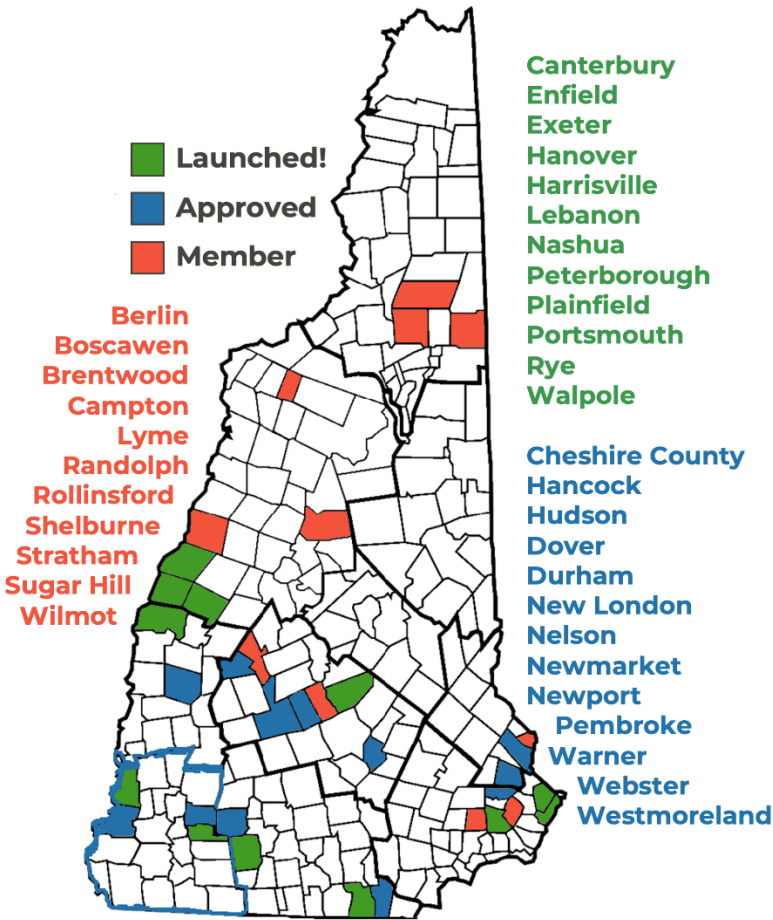 Launched!
Approved
Member
Berlin
Boscawen
Brentwood
Campton
Lyme
Randolph
Rollinsford
Shelburne
Stratham
Sugar Hill
Wilmot
Canterbury
Enfield
Exeter
Hanover
Harrisville
Lebanon
Nashua
Peterborough
Plainfield
Portsmouth
Rye
Walpole
Cheshire County
Hancock
Hudson
Dover
Durham
New London
Nelson
Newmarket
Newport
Pembroke
Warner
Webster
Westmoreland